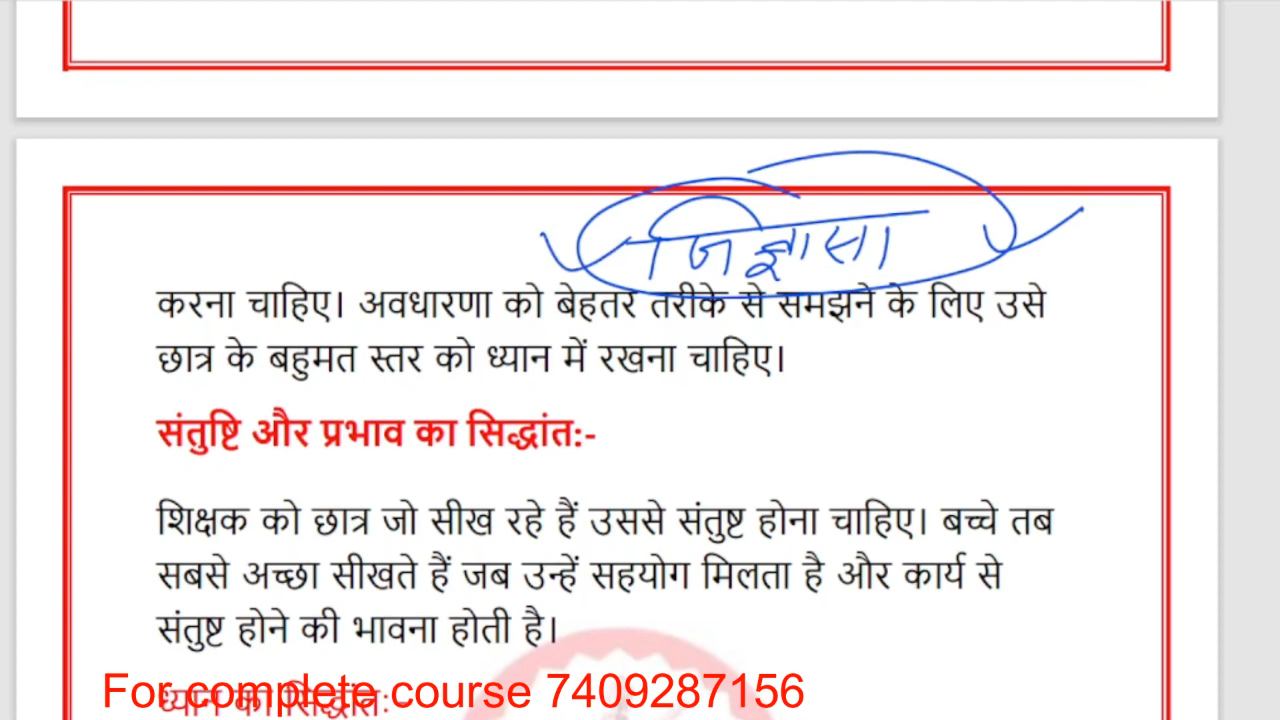 जिज्ञासा
करना चाहिए। अवधारणा को बेहतर तरीके से समझने के लिए उसे
छात्र के बहुमत स्तर को ध्यान में रखना चाहिए।
संतुष्टि और प्रभाव का सिद्धांत:-
शिक्षक को छात्र जो सीख रहे हैं उससे संतुष्ट होना चाहिए। बच्चे तब
सबसे अच्छा सीखते हैं जब उन्हें सहयोग मिलता है और कार्य से
संतुष्ट होने की भावना होती है।
ध्यान का सिद्धांत:-
For complete course 7409287156